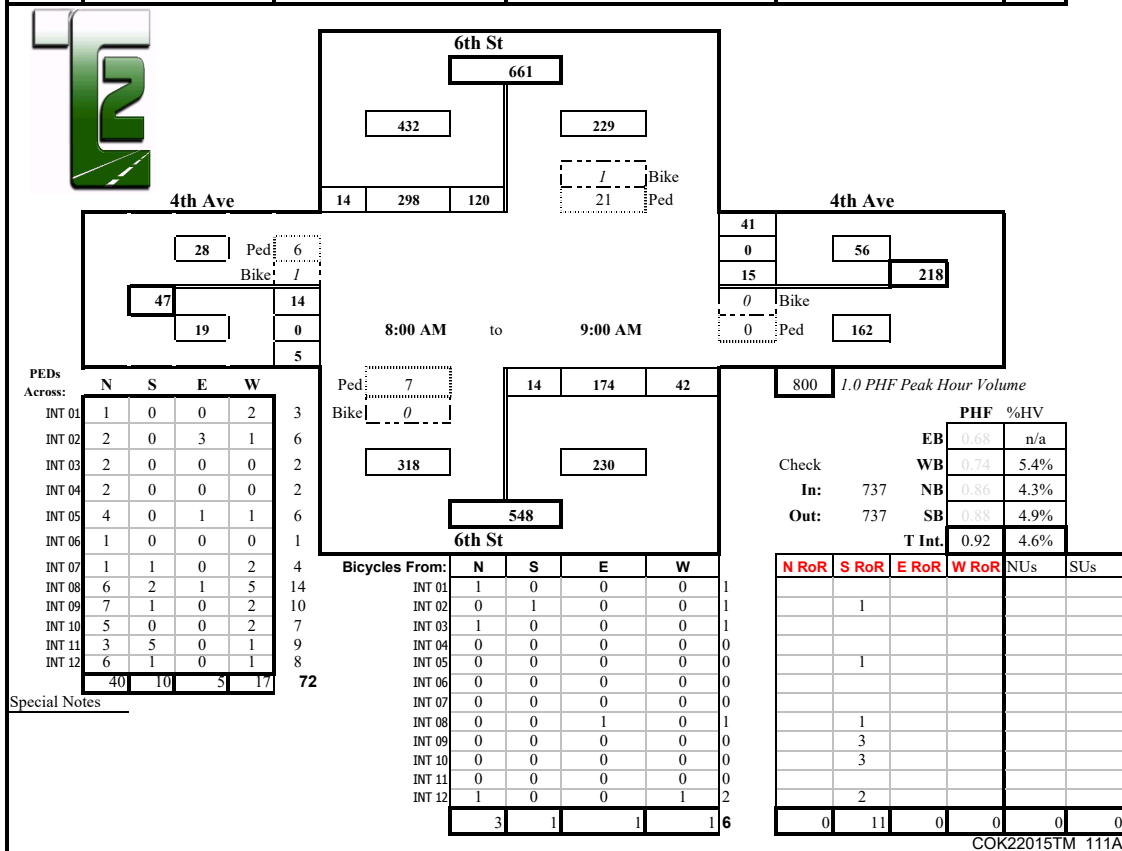 T2
6th St
661
432 229
1 Bike
14 298 120 21 Ped
4th Ave 4th Ave
41
28 Ped 6 0 56
Bike 1 15 218
47 14 0 Bike
19 0 8:00 AM to 9:00 AM 0 Ped 162
5
Ped 7 14 174 42 800 1.0 PHF Peak Hour Volume
Bike 0
318 230
548
6th St
PHF %HV
EB 0.68 n/a
Check WB 0.74 5.4%
In: 737 NB 0.86 4.3%
Out: 737 SB 0.88 4.9%
T Int. 0.92 4.6%
PEDs
Across: N S E W
INT 01 1 0 0 2 3
INT 02 2 0 3 1 6
INT 03 2 0 0 0 2
INT 04 2 0 0 0 2
INT 05 4 0 1 1 6
INT 06 1 0 0 0 1
INT 07 1 1 0 2 4
INT 08 6 2 1 5 14
INT 09 7 1 0 2 10
INT 10 5 0 0 2 7
INT 11 3 5 0 1 9
INT 12 6 1 0 1 8
40 10 5 17 72
Special Notes
Bicycles From: N S E W
INT 01 1 0 0 0 1
INT 02 0 1 0 0 1
INT 03 1 0 0 0 1
INT 04 0 0 0 0 0
INT 05 0 0 0 0 0
INT 06 0 0 0 0 0
INT 07 0 0 0 0 0
INT 08 0 0 1 0 1
INT 09 0 0 0 0 0
INT 10 0 0 0 0 0
INT 11 0 0 0 0 0
INT 12 1 0 0 1 2
3 1 1 1 6
N RoR S RoR E RoR W RoR NUs SUs
1
1
1
3
3
2
0 11 0 0 0 0
COK22015TM_111A